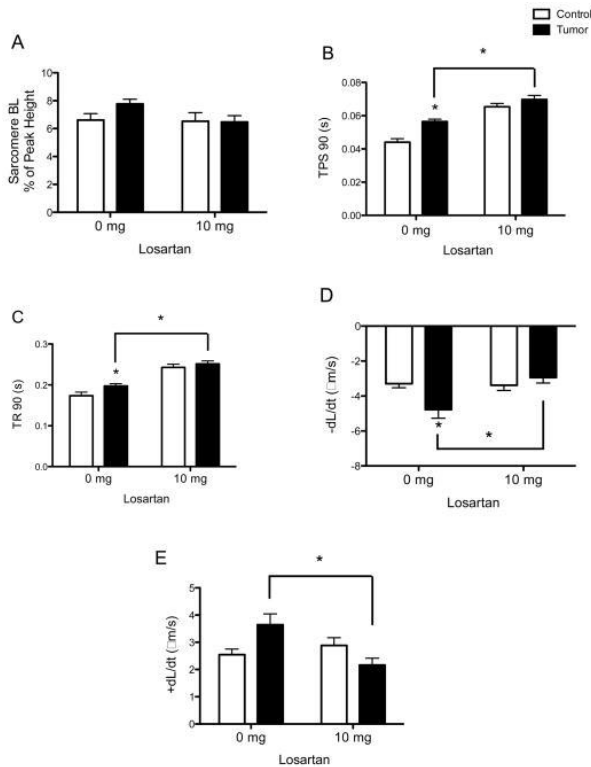 Control
Tumor
A
Sarcomere BL
% of Peak Height
8
6
4
2
0
10
0 mg
10 mg
Losartan
B
TPS 90 (s)
0.08
0.06
0.04
0.02
0.00
*
*
0 mg
10 mg
Losartan
C
TR 90 (s)
0.3
0.2
0.1
0.0
*
*
0 mg
10 mg
Losartan
D
-dL/dt (□m/s)
0
-2
-4
-6
-8
*
*
0 mg
10 mg
Losartan
E
+dL/dt (□m/s)
5
4
3
2
1
0
*
0 mg
10 mg
Losartan